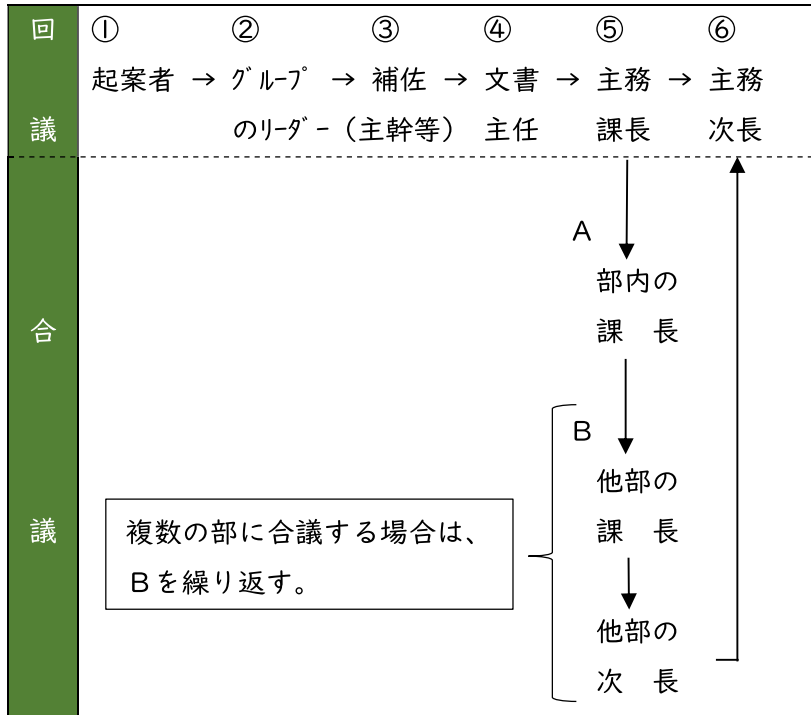 回議
① ② ③ ④ ⑤ ⑥
起案者 → グループ → 補佐 → 文書 → 主務 → 主務
のリーダー (主幹等) 主任 課長 次長
合議
A
部内の
課 長
B
他部の
課 長
複数の部に合議する場合は、
Bを繰り返す。
他部の
次 長